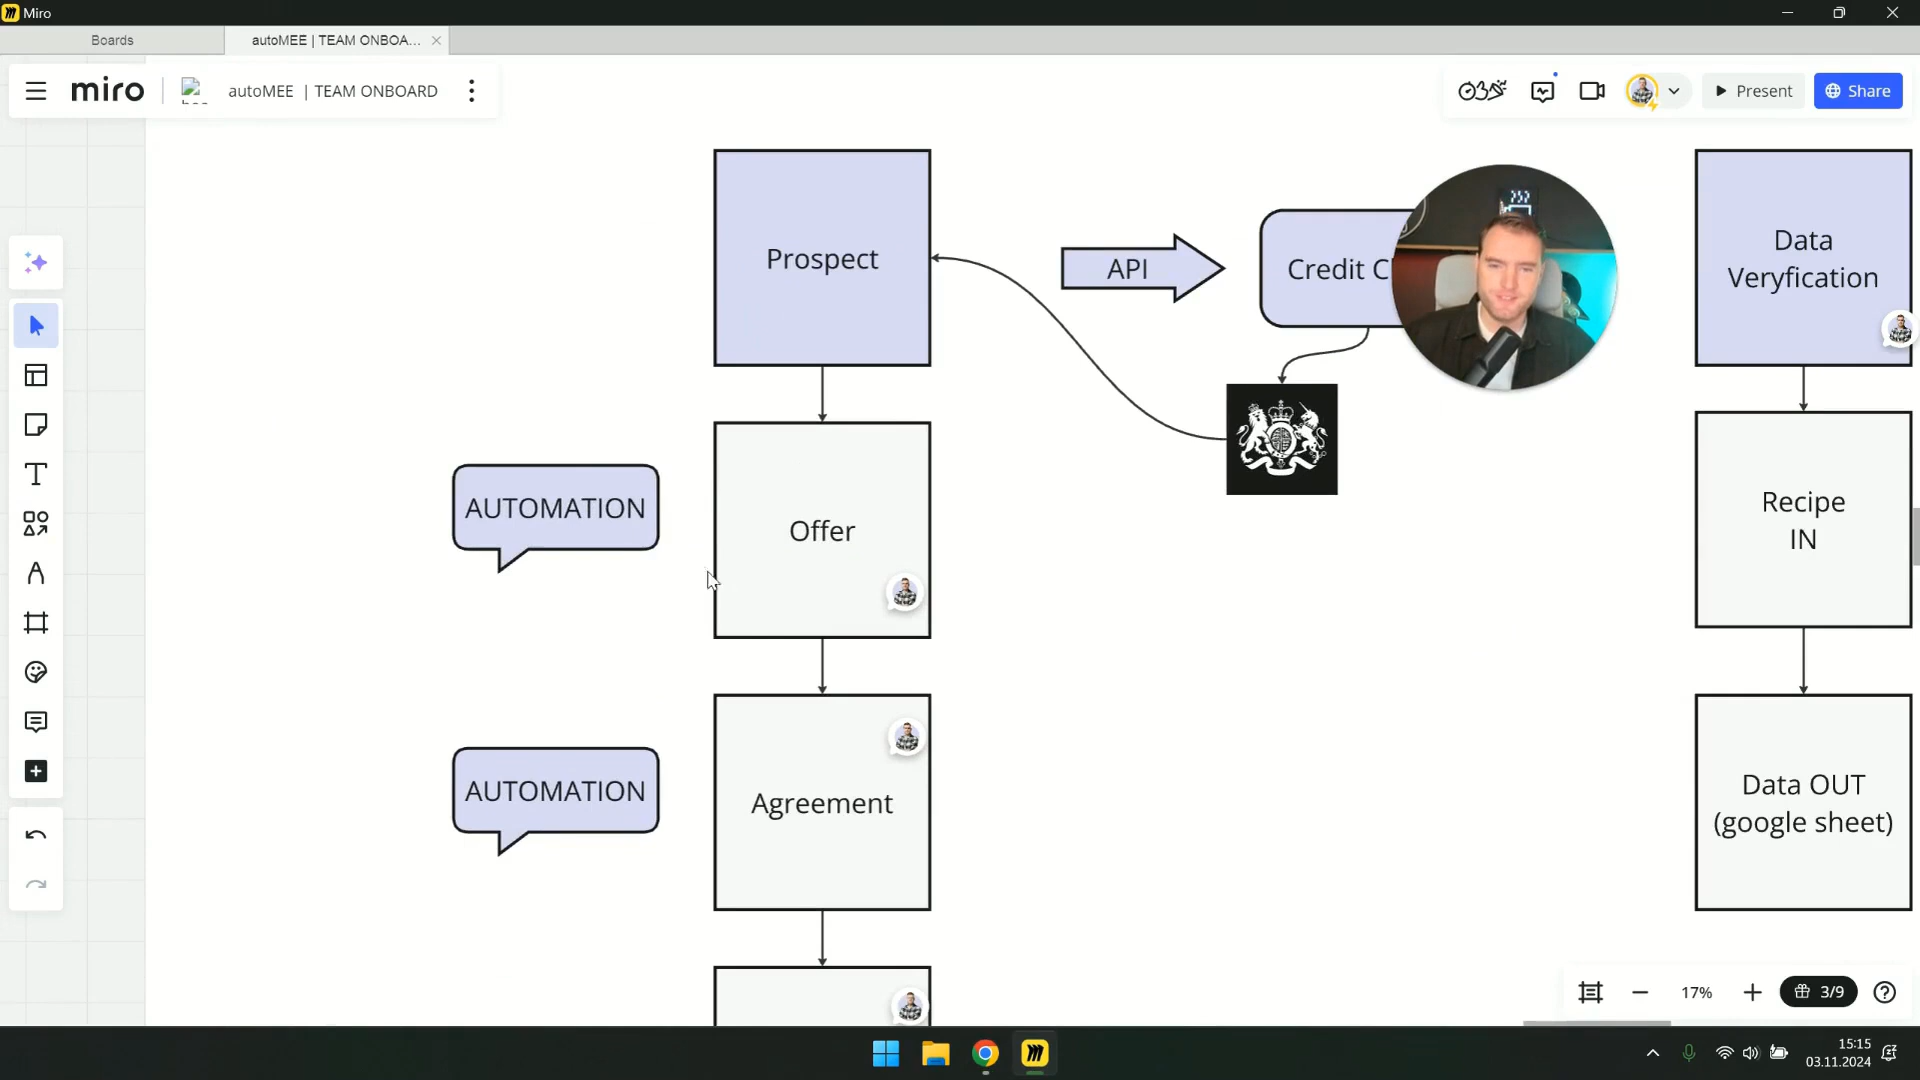 Miro
Boards
autoMEE | TEAM ONBOA...
miro
autoMEE | TEAM ONBOARD
Present
Share
Prospect
API
Credit C
Data
Veryfication
AUTOMATION
Offer
Recipe
IN
AUTOMATION
Agreement
Data OUT
(google sheet)
17%
3/9
15:15
03.11.2024